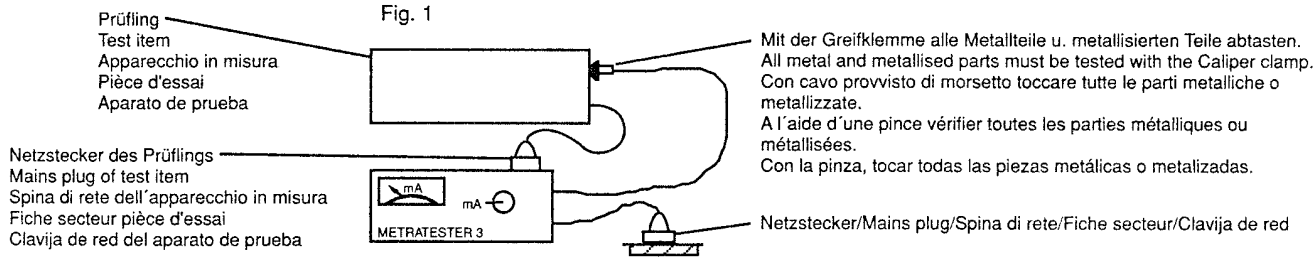 Fig. 1
Prüfling
Test item
Apparecchio in misura
Pièce d'essai
Aparato de prueba
Mit der Greifklemme alle Metallteile u. metallisierten Teile abtasten.
All metal and metallised parts must be tested with the Caliper clamp.
Con cavo provvisto di morsetto toccare tutte le parti metalliche o
metallizzate.
A l´aide d´une pince vérifier toutes les parties métalliques ou
métallisées.
Con la pinza, tocar todas las piezas metálicas o metalizadas.
Netzstecker des Prüflings
Mains plug of test item
Spina di rete dell´apparecchio in misura
Fiche secteur pièce d'essai
Clavija de red del aparato de prueba
mA
mA
METRATESTER 3
Netzstecker/Mains plug/Spina di rete/Fiche secteur/Clavija de red